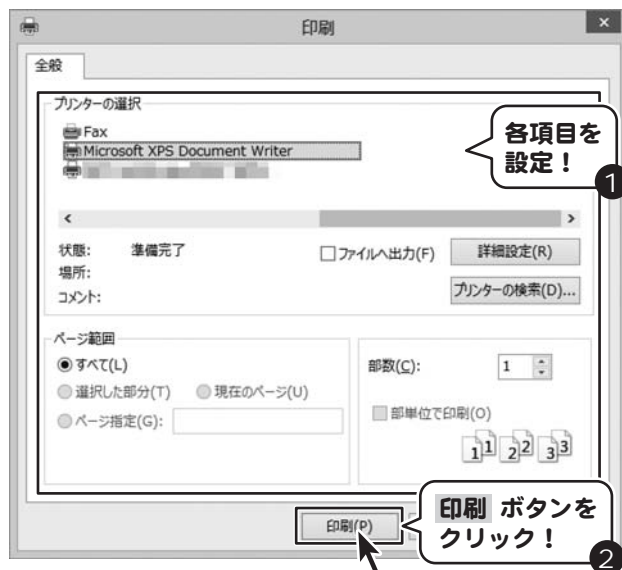 印刷
×
全般
プリンターの選択
Fax
Microsoft XPS Document Writer
各項目を
設定！
1
状態: 準備完了
場所:
コメント:
ファイルへ出力(F)
詳細設定(R)
プリンターの検索(D)...
ページ範囲
すべて(L)
選択した部分(T) 現在のページ(U)
ページ指定(G):
部数(C): 1
部単位で印刷(O)
1 1 2 2 3 3
印刷(P)
印刷 ボタンを
クリック！
2